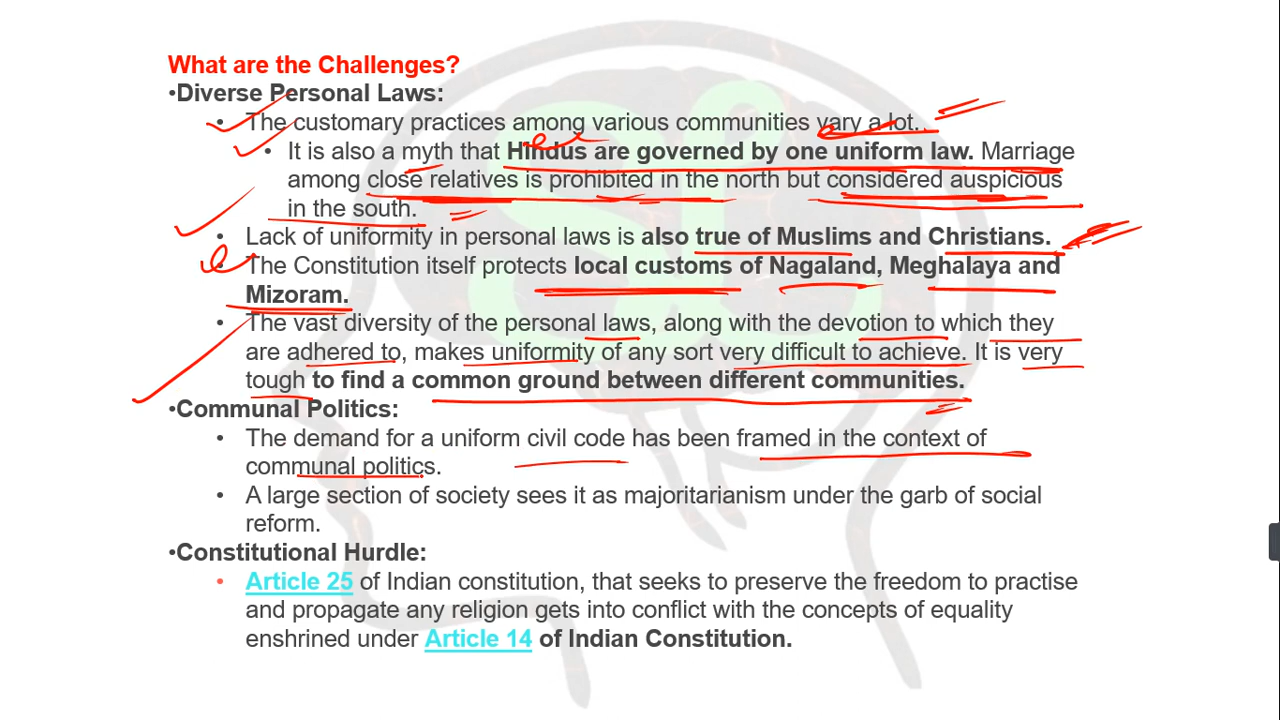 What are the Challenges?
•Diverse Personal Laws:
• The customary practices among various communities vary a lot.
• It is also a myth that Hindus are governed by one uniform law. Marriage
among close relatives is prohibited in the north but considered auspicious
in the south.
• Lack of uniformity in personal laws is also true of Muslims and Christians.
• The Constitution itself protects local customs of Nagaland, Meghalaya and
Mizoram.
• The vast diversity of the personal laws, along with the devotion to which they
are adhered to, makes uniformity of any sort very difficult to achieve. It is very
tough to find a common ground between different communities.
•Communal Politics:
• The demand for a uniform civil code has been framed in the context of
communal politics.
• A large section of society sees it as majoritarianism under the garb of social
reform.
•Constitutional Hurdle:
• Article 25 of Indian constitution, that seeks to preserve the freedom to practise
and propagate any religion gets into conflict with the concepts of equality
enshrined under Article 14 of Indian Constitution.